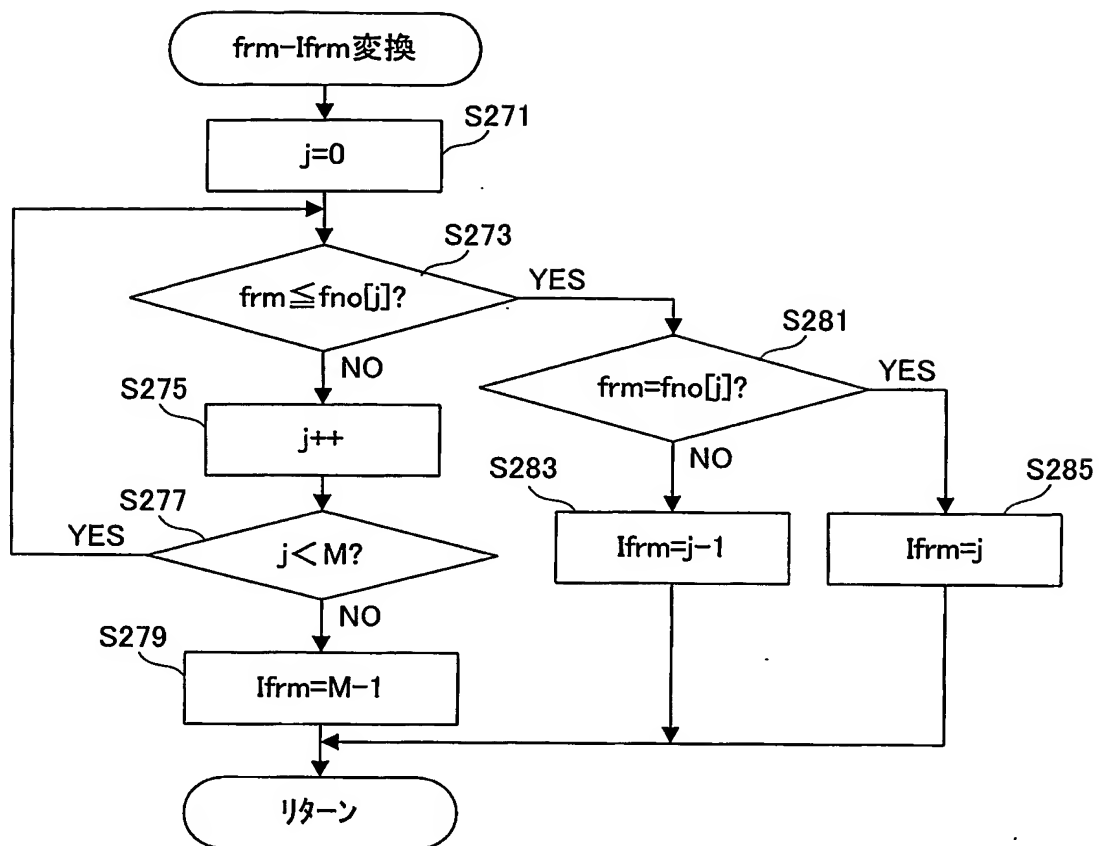 frm-Ifrm変換
S271
j=0
S273
frm≦fno[j]?
YES
NO
S281
frm=fno[j]?
YES
NO
S275
j++
S277
j<M?
YES
NO
S283
Ifrm=j-1
S285
Ifrm=j
S279
Ifrm=M-1
リターン